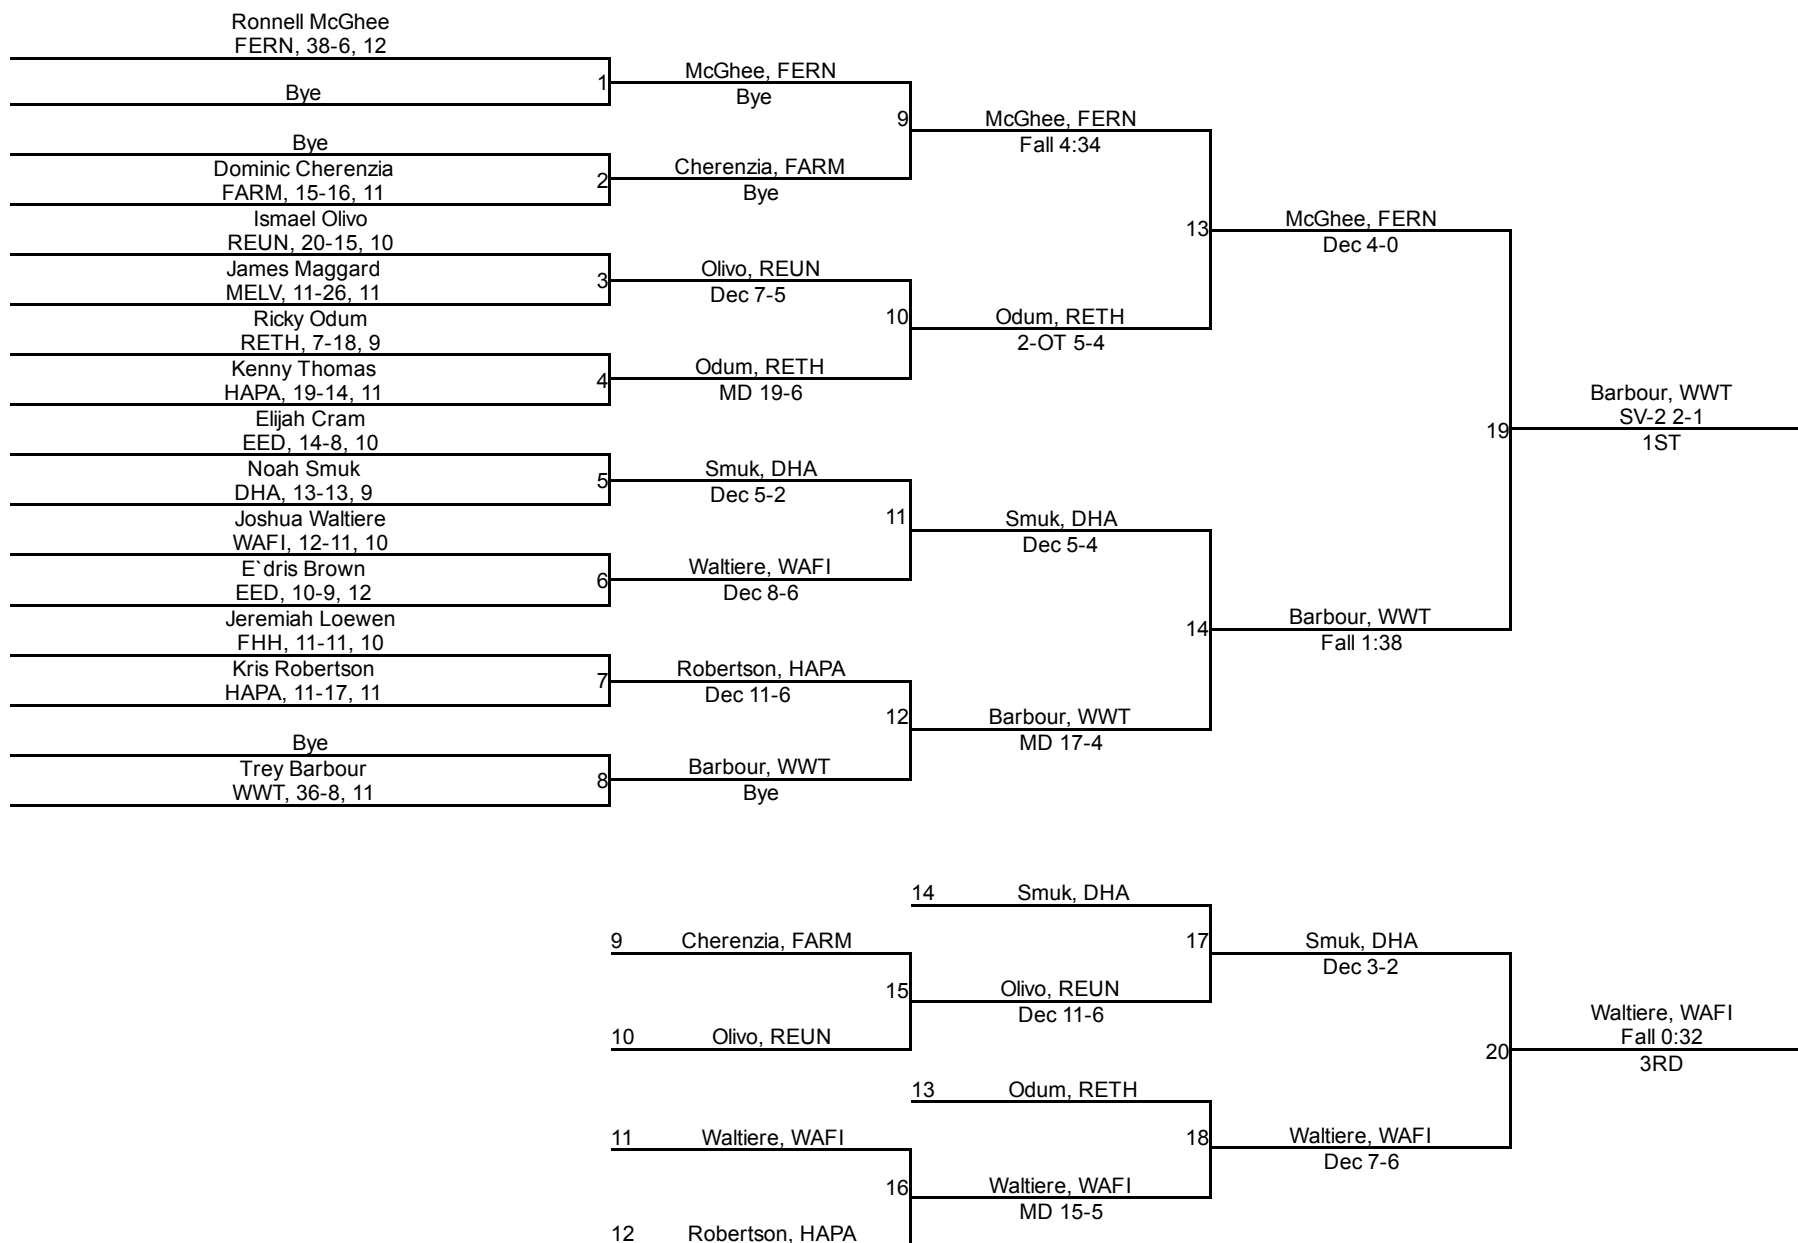 Ronnell McGhee
FERN, 38-6, 12
Bye
1
McGhee, FERN
Bye
Bye
Dominic Cherenzia
FARM, 15-16, 11
2
Cherenzia, FARM
Bye
9
McGhee, FERN
Fall 4:34
Ismael Olivo
REUN, 20-15, 10
James Maggard
MELV, 11-26, 11
3
Olivo, REUN
Dec 7-5
Ricky Odum
RETH, 7-18, 9
Kenny Thomas
HAPA, 19-14, 11
4
Odum, RETH
MD 19-6
10
Odum, RETH
2-OT 5-4
13
McGhee, FERN
Dec 4-0
Elijah Cram
EED, 14-8, 10
Noah Smuk
DHA, 13-13, 9
5
Smuk, DHA
Dec 5-2
Joshua Waltiere
WAFI, 12-11, 10
E`dris Brown
EED, 10-9, 12
6
Waltiere, WAFI
Dec 8-6
11
Smuk, DHA
Dec 5-4
Jeremiah Loewen
FHH, 11-11, 10
Kris Robertson
HAPA, 11-17, 11
7
Robertson, HAPA
Dec 11-6
Bye
Trey Barbour
WWT, 36-8, 11
8
Barbour, WWT
Bye
12
Barbour, WWT
MD 17-4
14
Barbour, WWT
Fall 1:38
19
Barbour, WWT
SV-2 2-1
1ST
14
Smuk, DHA
9
Cherenzia, FARM
10
Olivo, REUN
15
Olivo, REUN
Dec 11-6
17
Smuk, DHA
Dec 3-2
13
Odum, RETH
11
Waltiere, WAFI
12
Robertson, HAPA
16
Waltiere, WAFI
MD 15-5
18
Waltiere, WAFI
Dec 7-6
20
Waltiere, WAFI
Fall 0:32
3RD